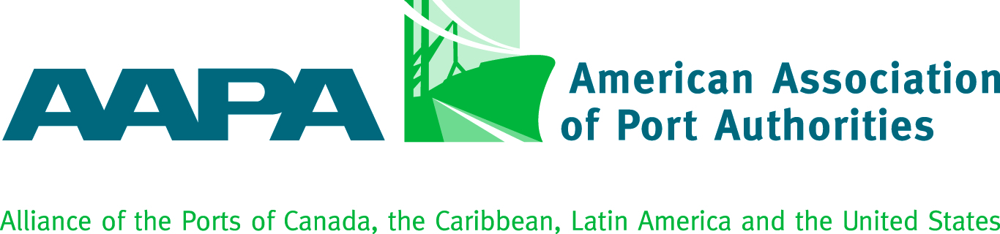 AAPA
American Association
of Port Authorities
Alliance of the Ports of Canada, the Caribbean, Latin America and the United States